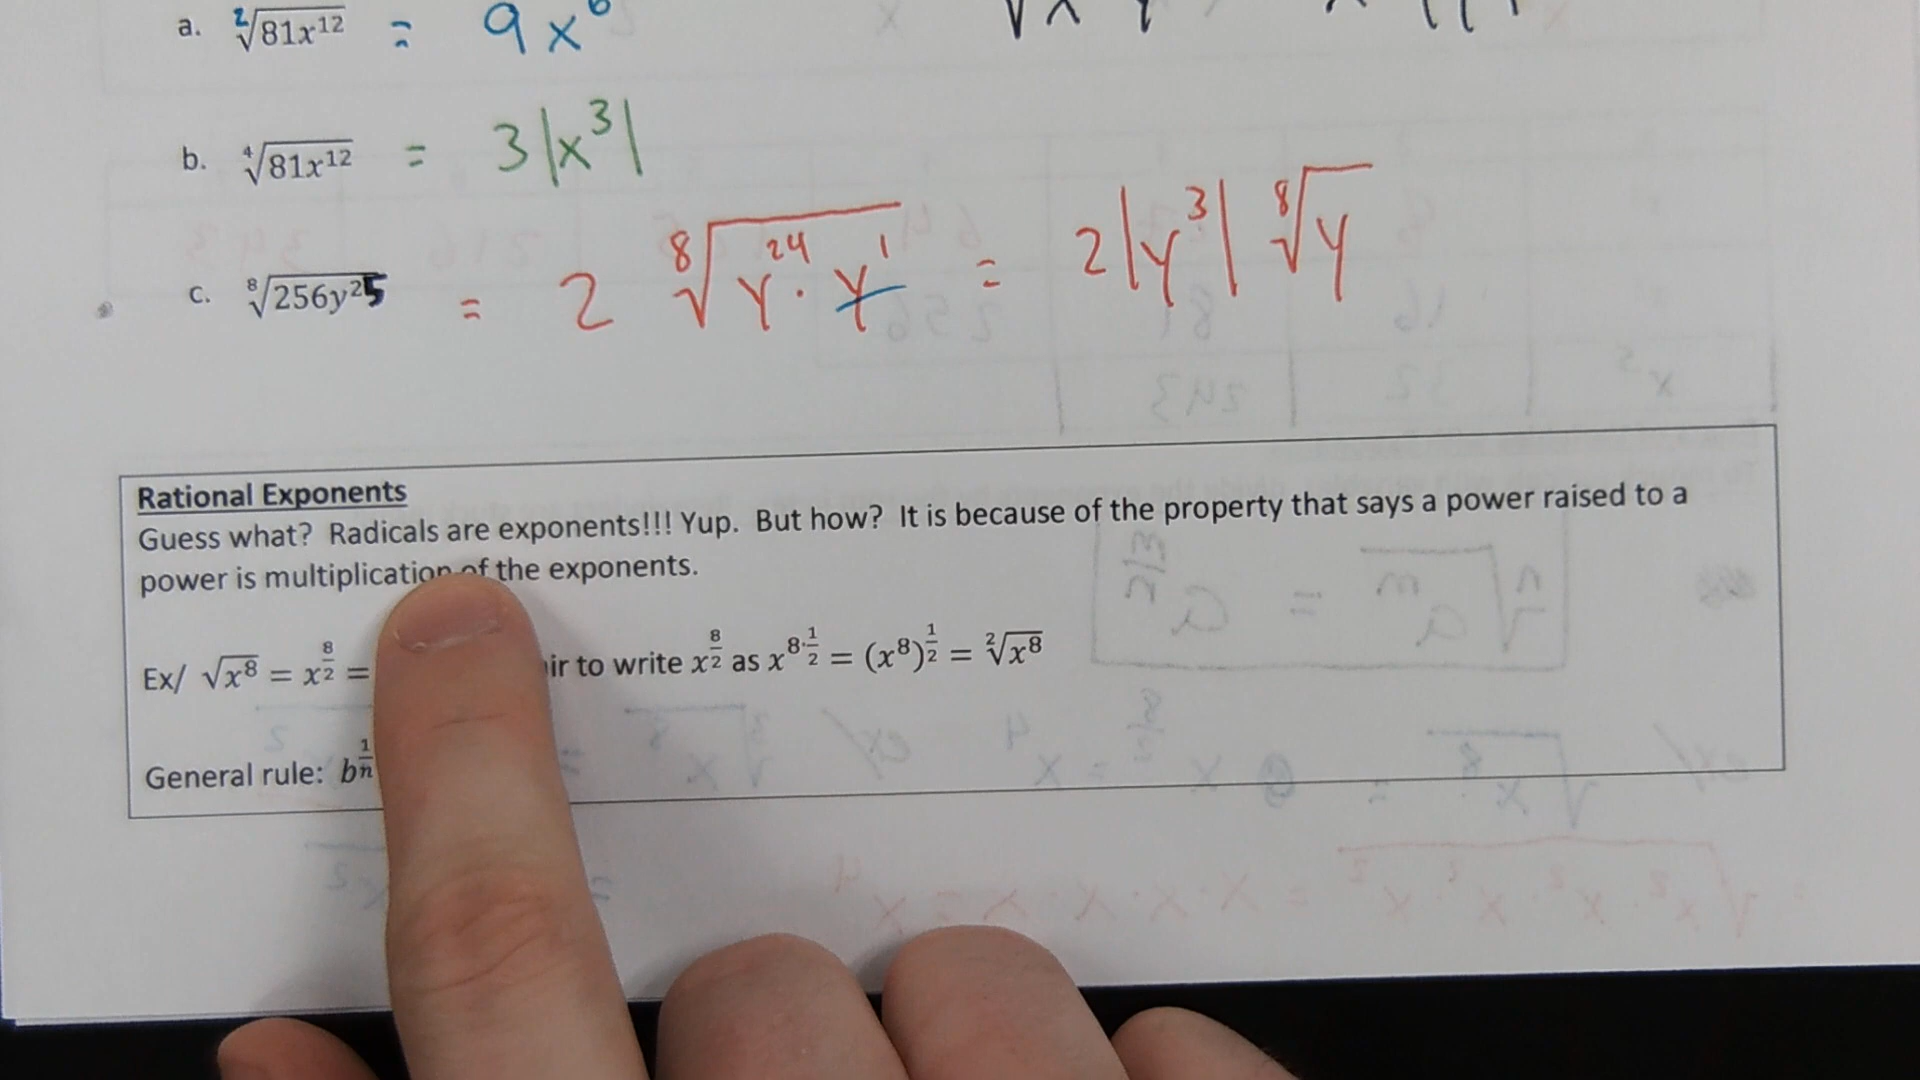 a. ²√81x¹² = 9x⁶
b. ⁴√81x¹² = 3|x³|
c. ⁸√256y²⁵ = 2 ⁸√y²⁴·y¹ = 2|y³| ⁸√y
Rational Exponents
Guess what? Radicals are exponents!!! Yup. But how? It is because of the property that says a power raised to a
power is multiplication of the exponents.
Ex/ √x⁸ = x^(8/2) = to write x^(8/2) as x^(8·1/2) = (x⁸)^(1/2) = ²√x⁸
General rule: b^(1/n)